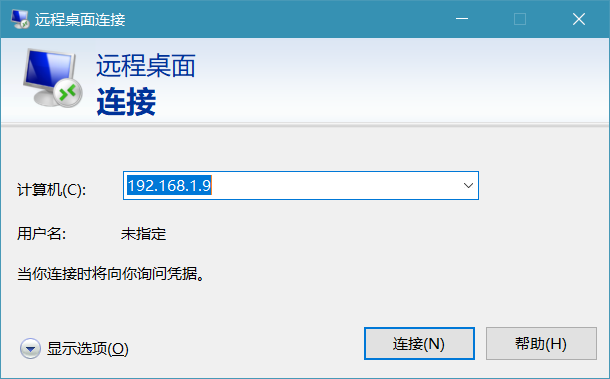 远程桌面连接
远程桌面
连接
计算机(C): 192.168.1.9
用户名: 未指定
当你连接时将向你询问凭据。
显示选项(O) 连接(N) 帮助(H)